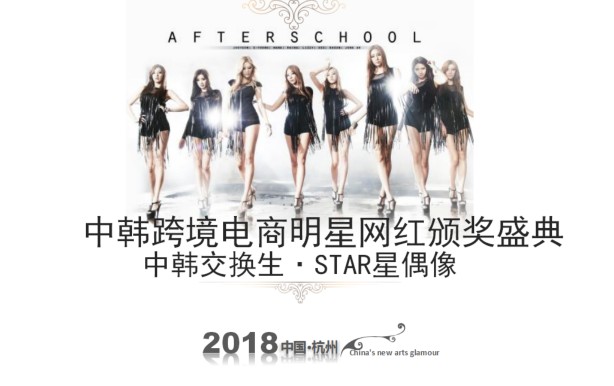 AFTERSCHOOL
中韩跨境电商明星网红颁奖盛典
中韩交换生·STAR星偶像
2018中国·杭州
China's new arts glamour